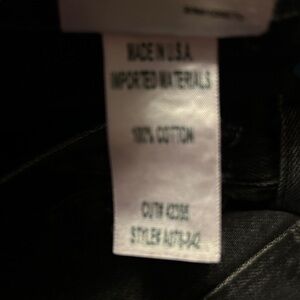 MADE IN U.S.A
IMPORTED MATERIALS
100% COTTON
CUT#
STYLE#